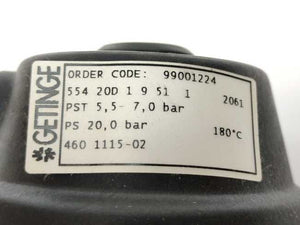 GETINGE
ORDER CODE: 99001224
554 20D 1 9 51 1 2061
PST 5,5- 7,0 bar
PS 20,0 bar 180°C
460 1115-02